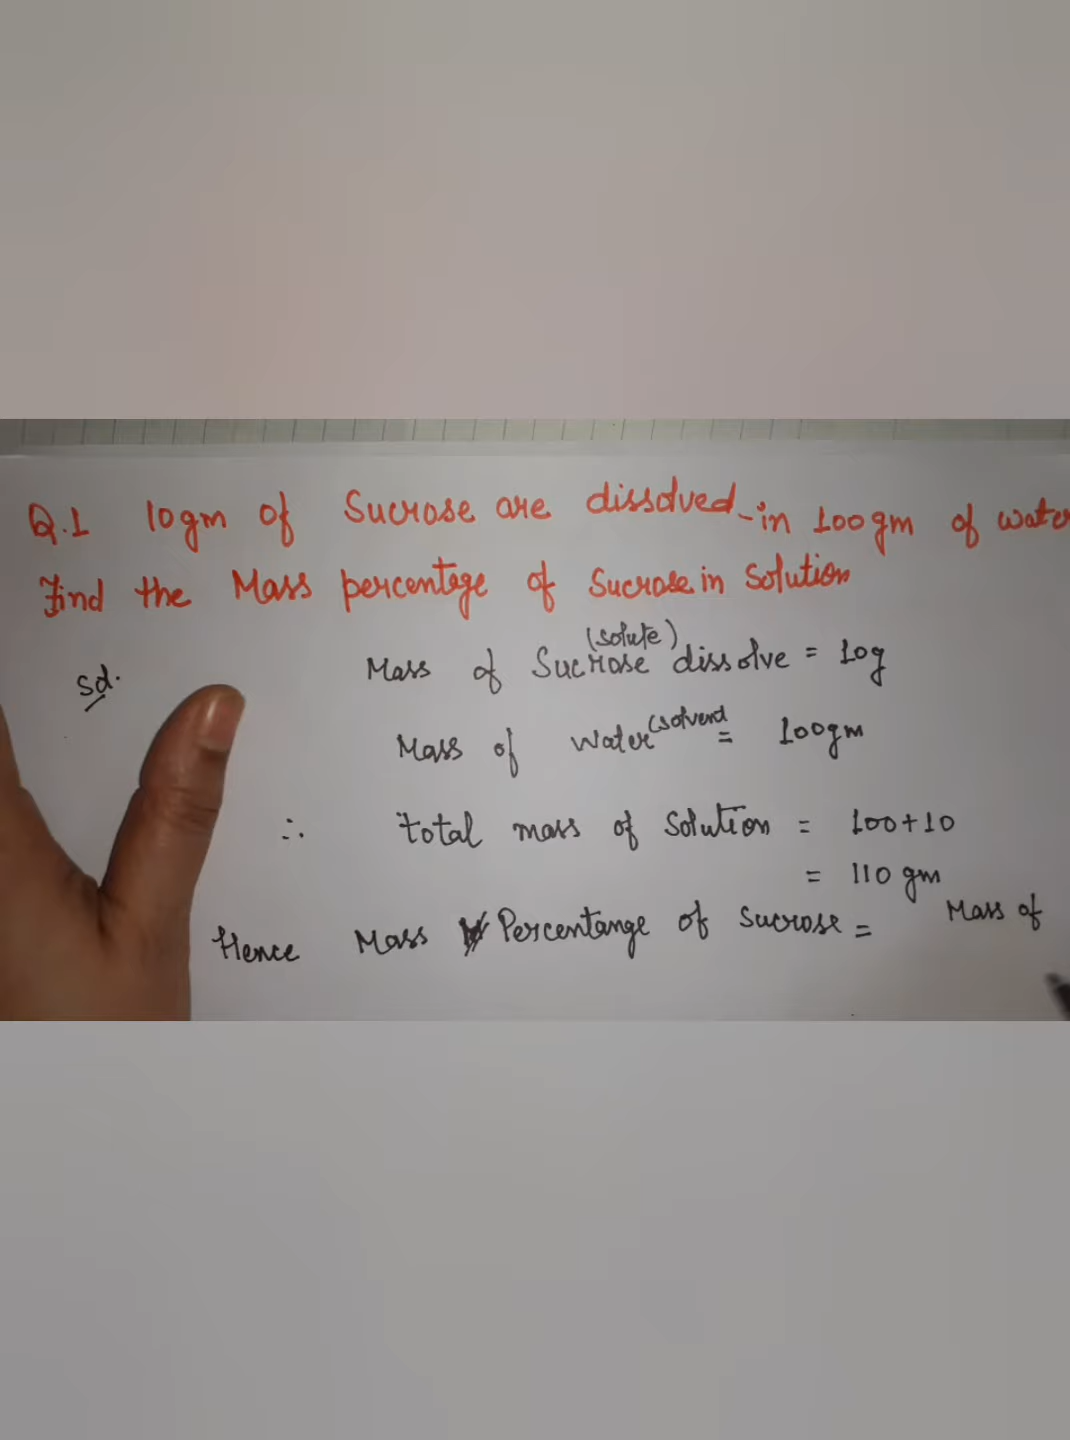 Q.1 10gm of Sucrose are dissolved in 100gm of water
Find the Mass percentage of Sucrose in Solution
Sol. Mass of Sucrose (Solute) dissolve = 10g
Mass of Water (Solvent = 100gm
∴ total mass of Solution = 100+10
= 110 gm
Hence Mass Percentange of Sucrose = Mass of